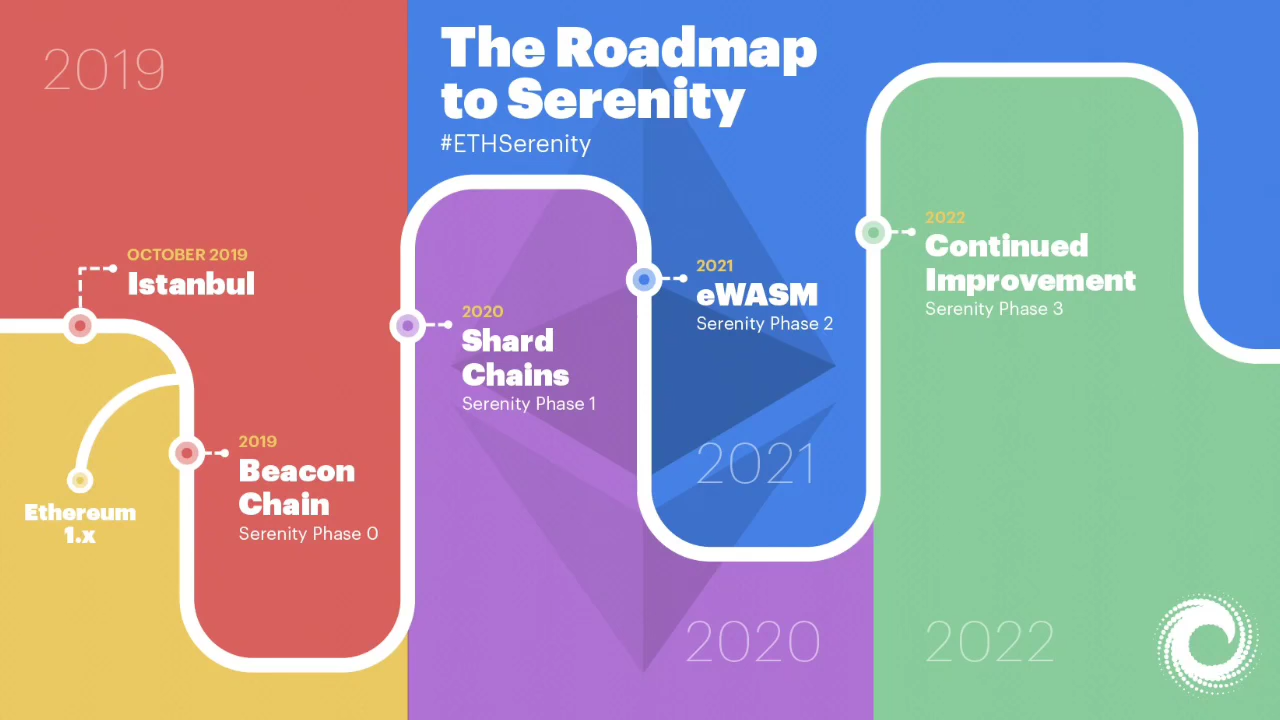 2019
The Roadmap
to Serenity
#ETHSerenity
OCTOBER 2019
Istanbul
Ethereum
1.x
2019
Beacon
Chain
Serenity Phase 0
2020
Shard
Chains
Serenity Phase 1
2021
eWASM
Serenity Phase 2
2021
2020
2022
Continued
Improvement
Serenity Phase 3
2022